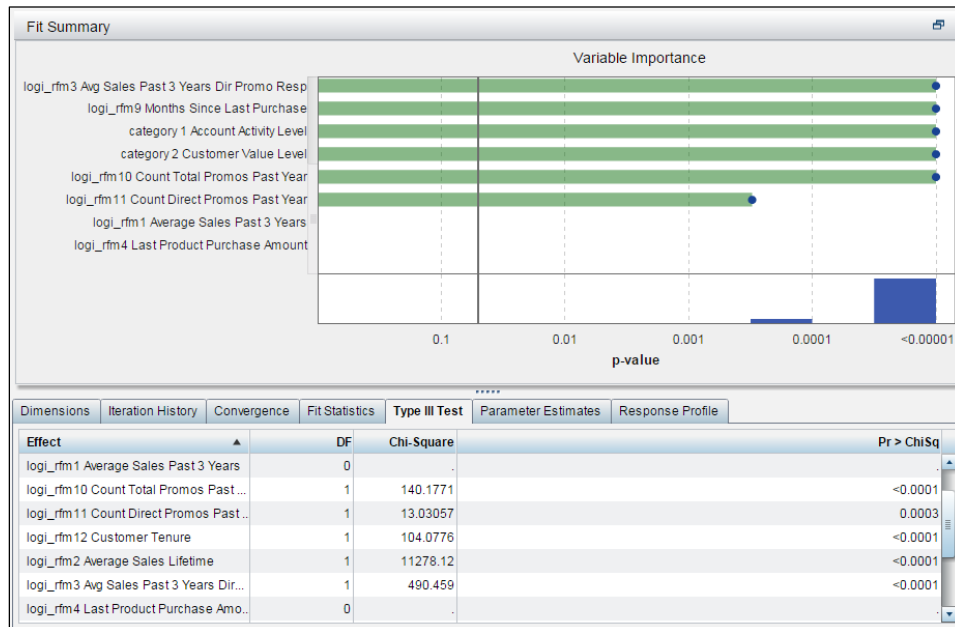 Fit Summary
Variable Importance
logi_rfm3 Avg Sales Past 3 Years Dir Promo Resp
logi_rfm9 Months Since Last Purchase
category 1 Account Activity Level
category 2 Customer Value Level
logi_rfm10 Count Total Promos Past Year
logi_rfm11 Count Direct Promos Past Year
logi_rfm1 Average Sales Past 3 Years
logi_rfm4 Last Product Purchase Amount
0.1 0.01 0.001 0.0001 <0.00001
p-value
Dimensions Iteration History Convergence Fit Statistics Type III Test Parameter Estimates Response Profile
Effect DF Chi-Square Pr > ChiSq
logi_rfm1 Average Sales Past 3 Years 0 . .
logi_rfm10 Count Total Promos Past ... 1 140.1771 <0.0001
logi_rfm11 Count Direct Promos Past .. 1 13.03057 0.0003
logi_rfm12 Customer Tenure 1 104.0776 <0.0001
logi_rfm2 Average Sales Lifetime 1 11278.12 <0.0001
logi_rfm3 Avg Sales Past 3 Years Dir... 1 490.459 <0.0001
logi_rfm4 Last Product Purchase Amo.. 0 . .